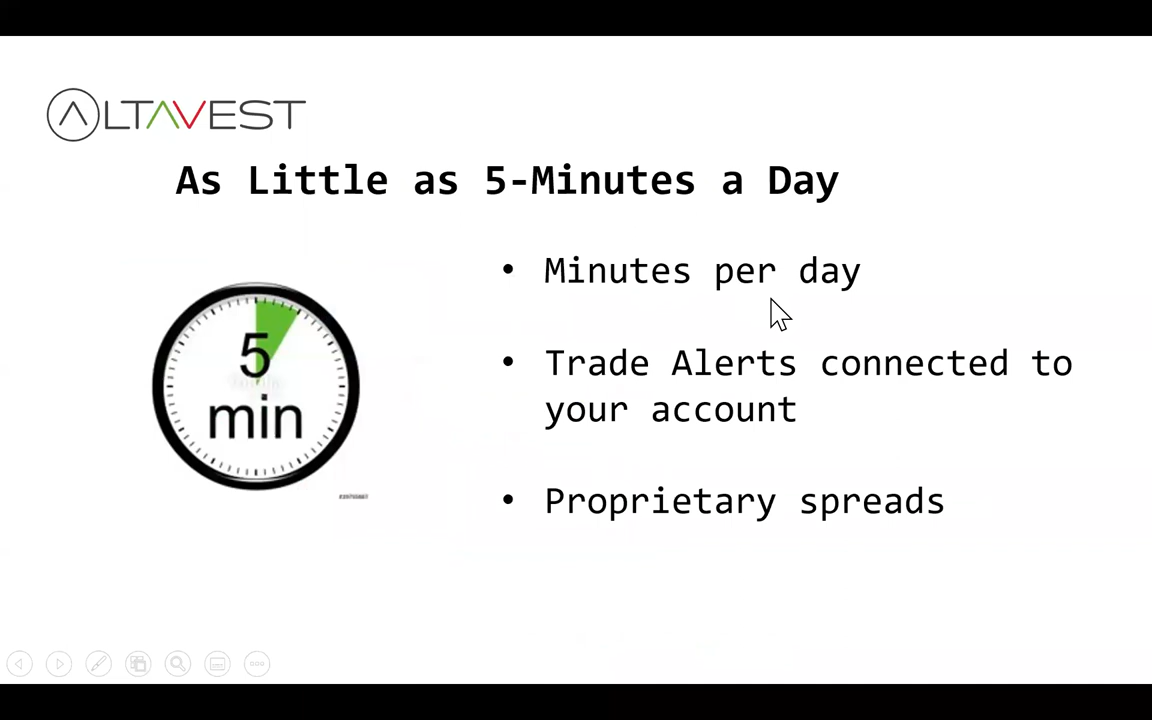 ALTAVEST
As Little as 5-Minutes a Day
5
min
• Minutes per day
• Trade Alerts connected to
your account
• Proprietary spreads